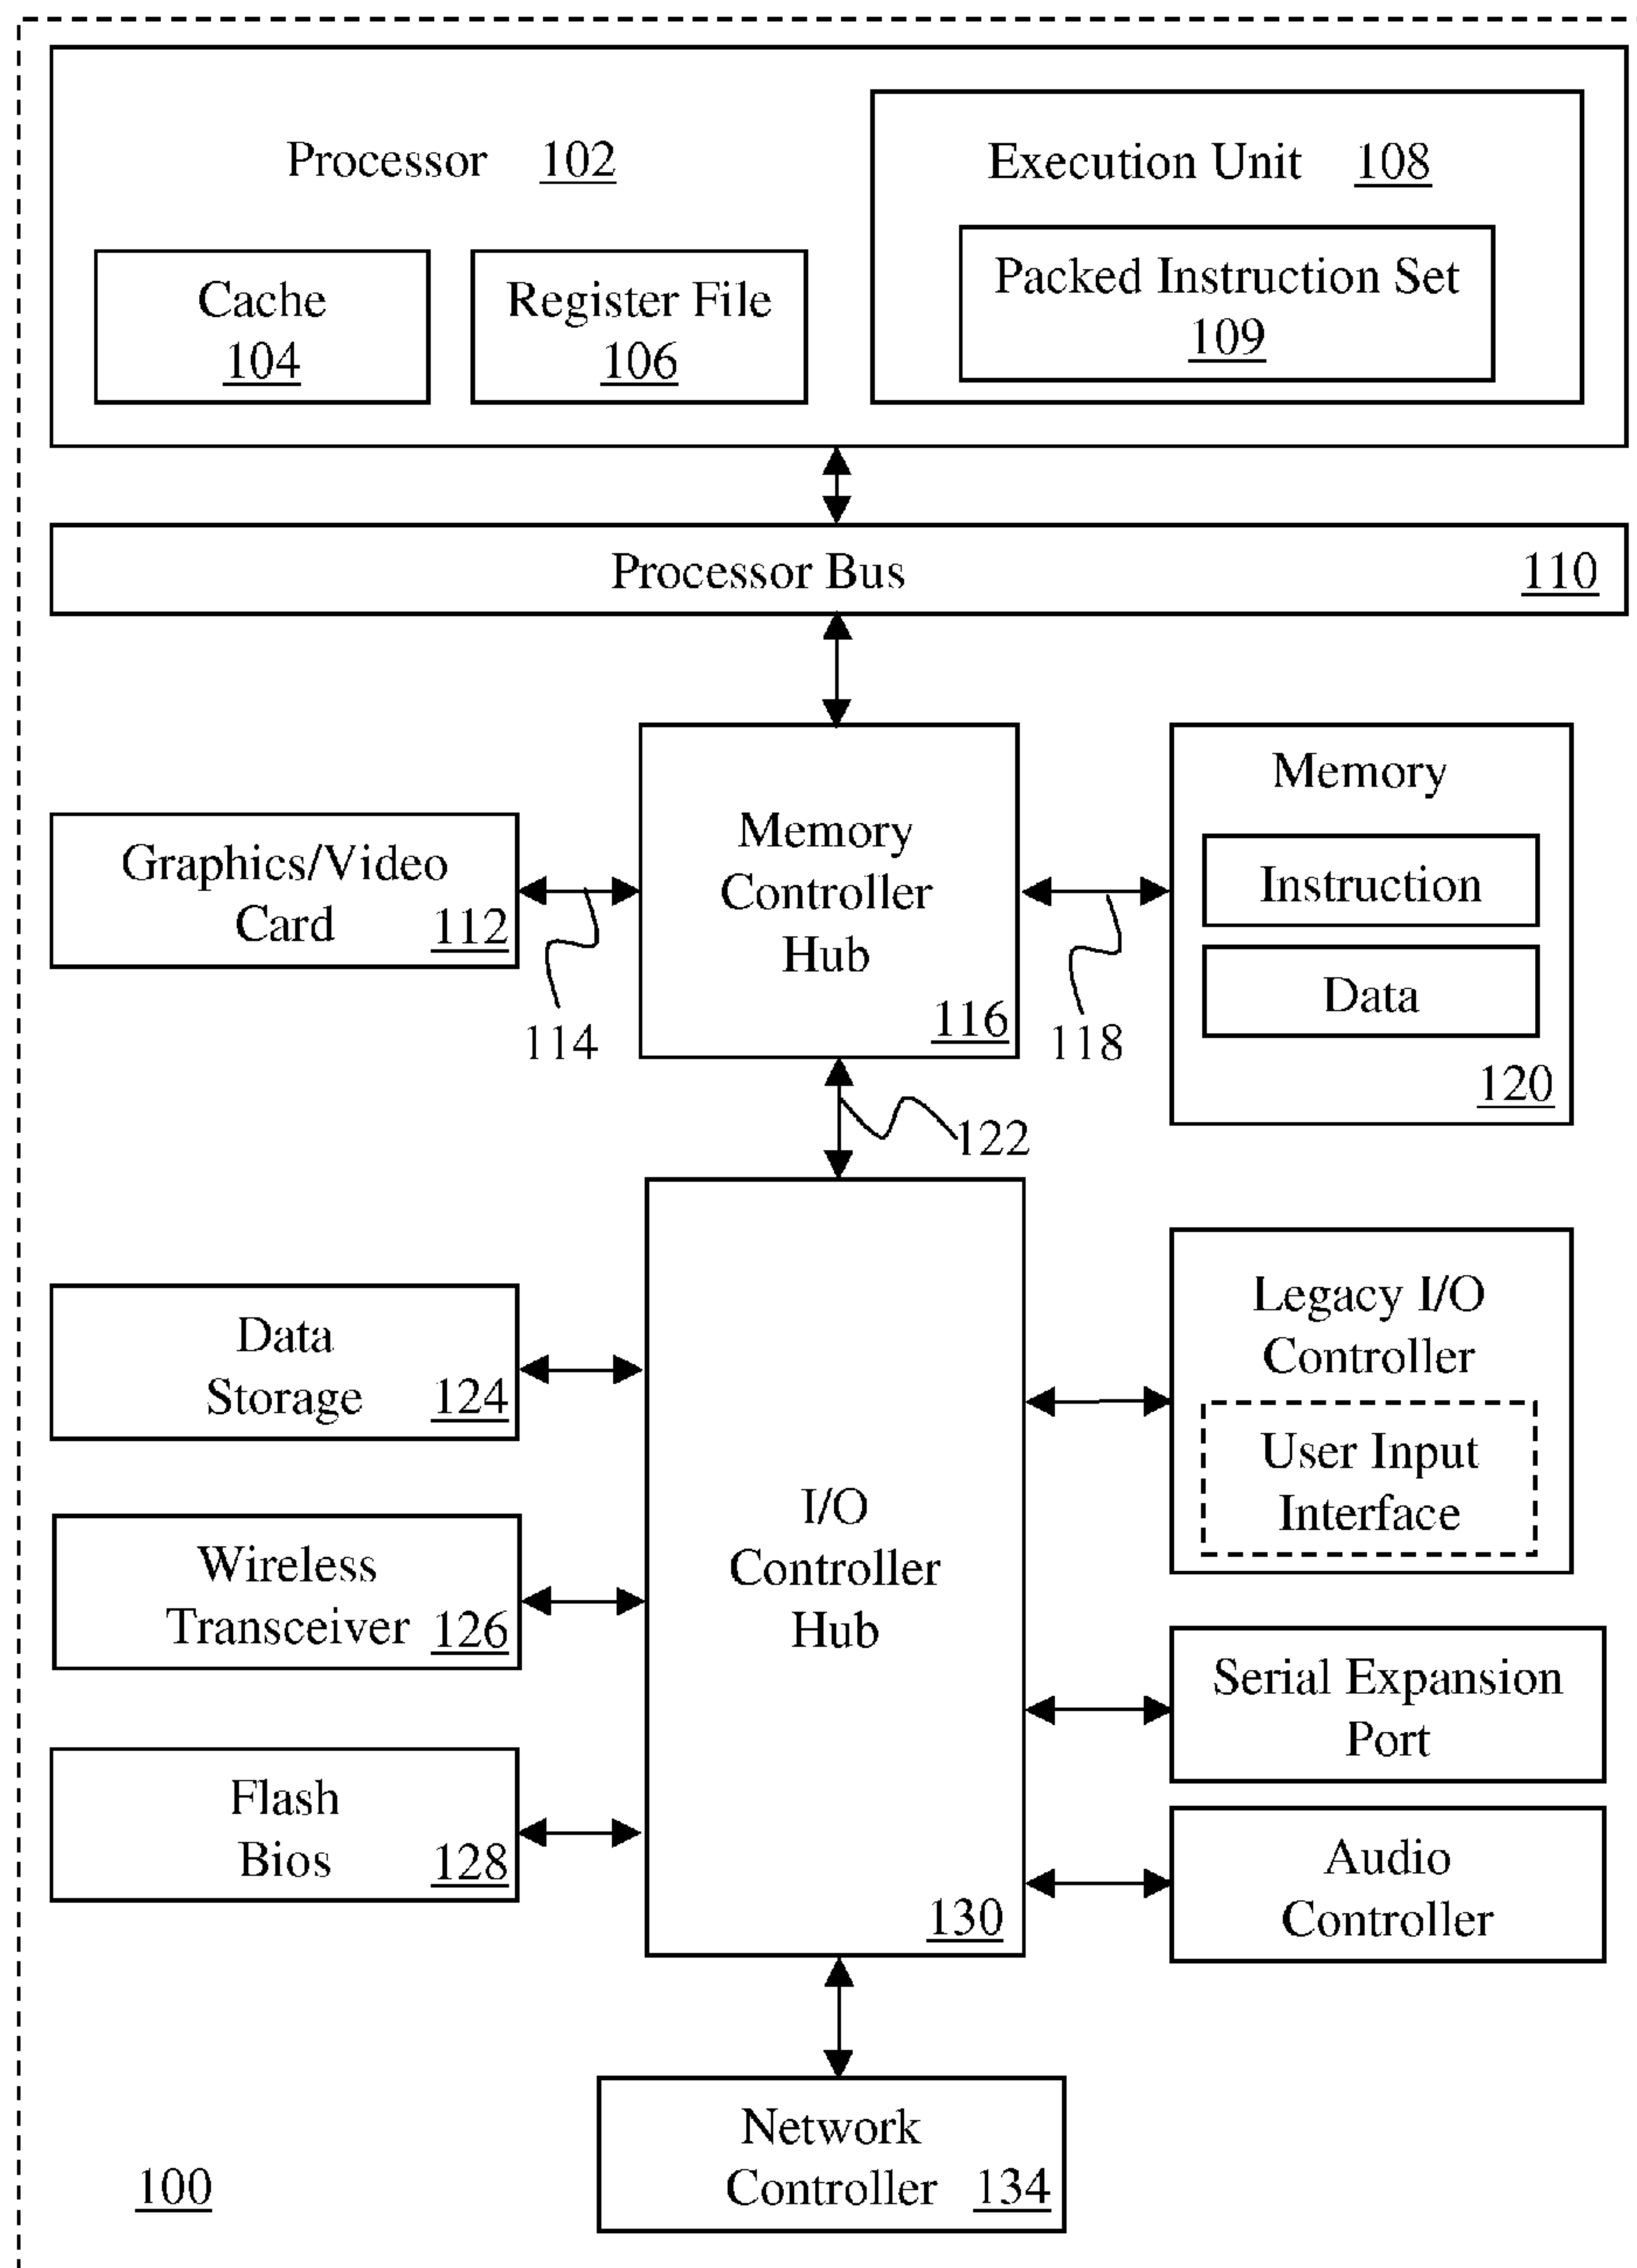 Processor 102
Execution Unit 108
Cache
104
Register File
106
Packed Instruction Set
109
Processor Bus 110
Graphics/Video
Card 112
114
Memory
Controller
Hub
116
118
Memory
Instruction
Data
120
122
Data
Storage 124
Wireless
Transceiver 126
Flash
Bios 128
I/O
Controller
Hub
130
Legacy I/O
Controller
User Input
Interface
Serial Expansion
Port
Audio
Controller
Network
Controller 134
100